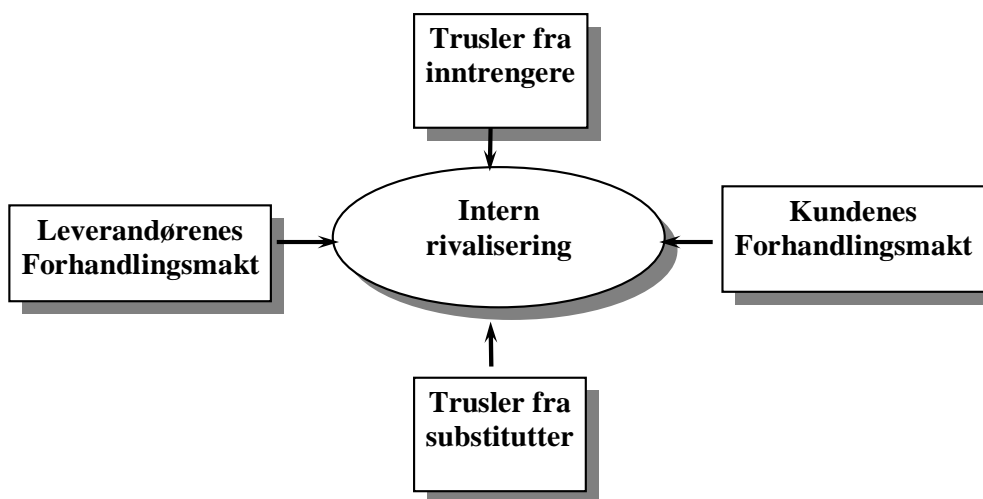 Trusler fra
inntrengere
Leverandørenes
Forhandlingsmakt
Intern
rivalisering
Kundenes
Forhandlingsmakt
Trusler fra
substitutter